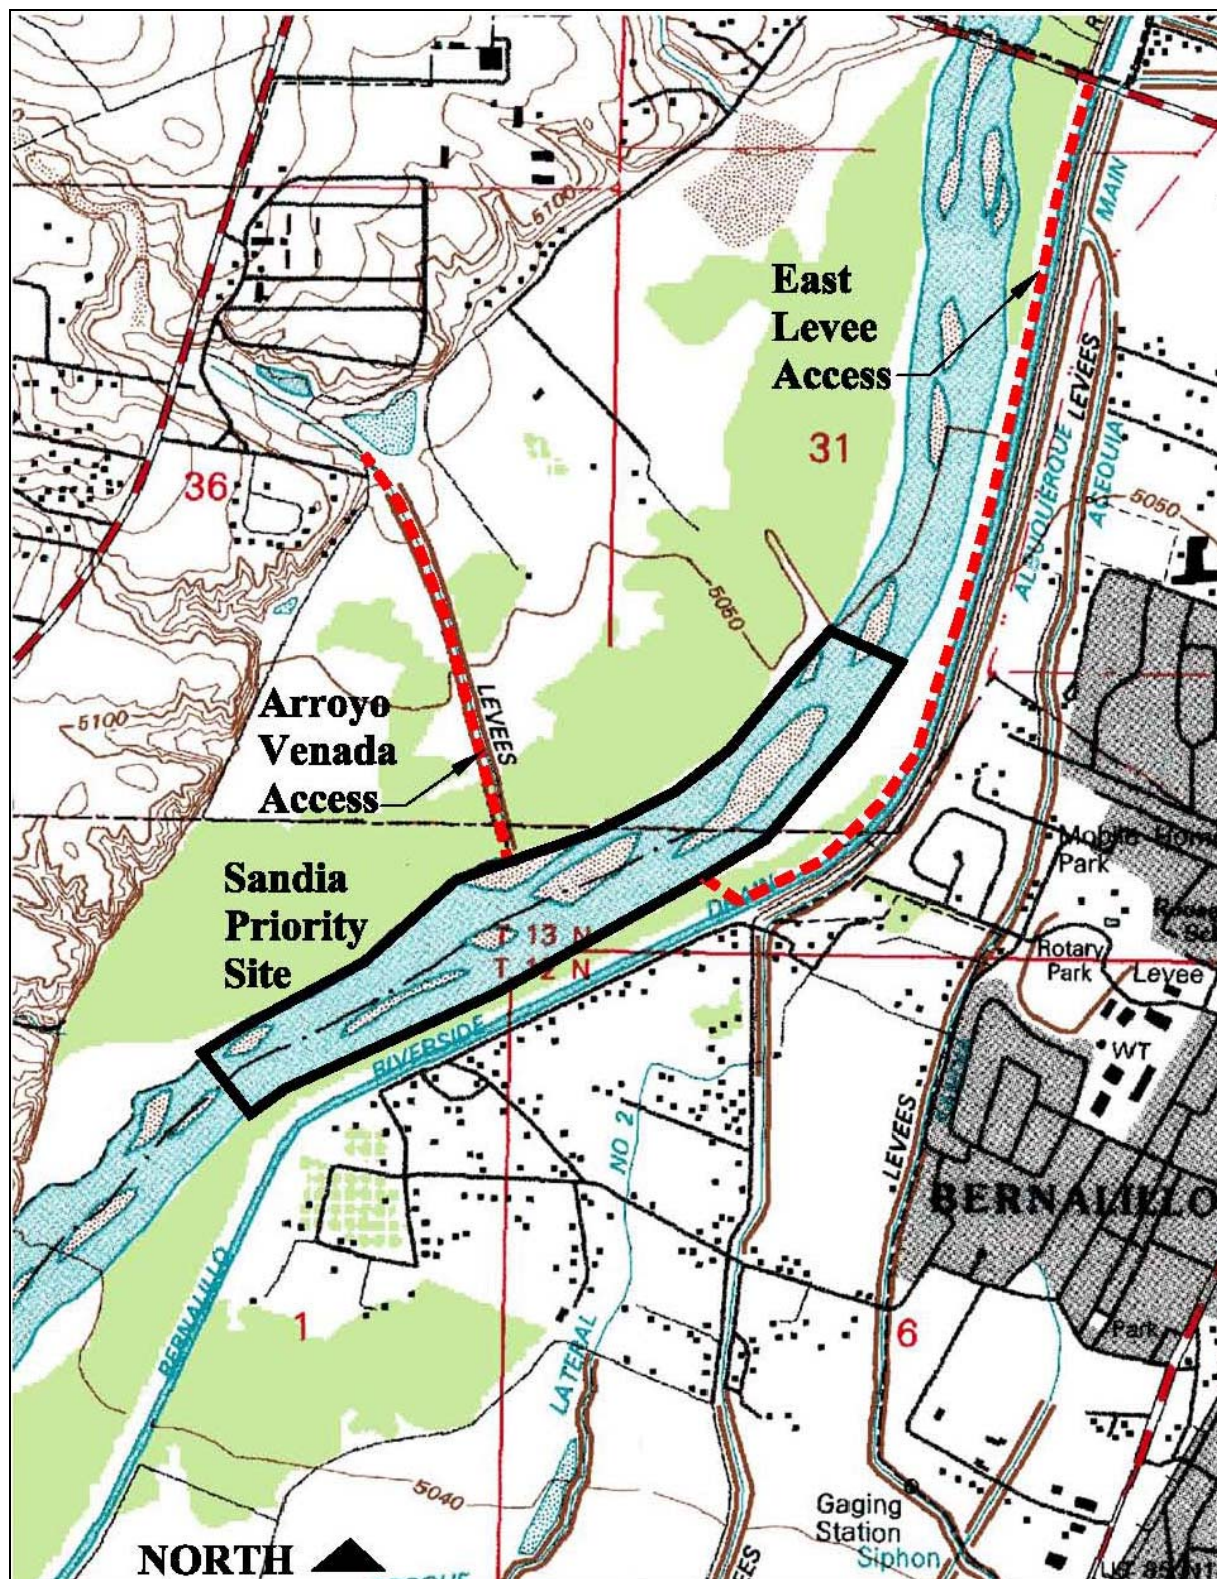 MAIN
5100
East
Levee
Access
31
36
LEVEES
ALBUQUERQUE
ACEQUIA
5050
5050
Arroyo
Venada
Access
LEVEES
5100
Sandia
Priority
Site
Park
DRAIN
T 13 N
T 12 N
Rotary
Park
Levee
RIVERSIDE
WT
NO 2
LEVEES
BERNALILLO
BERNALILLO
1
6
Park
LATERAL
5040
Gaging
Station
Siphon
NORTH